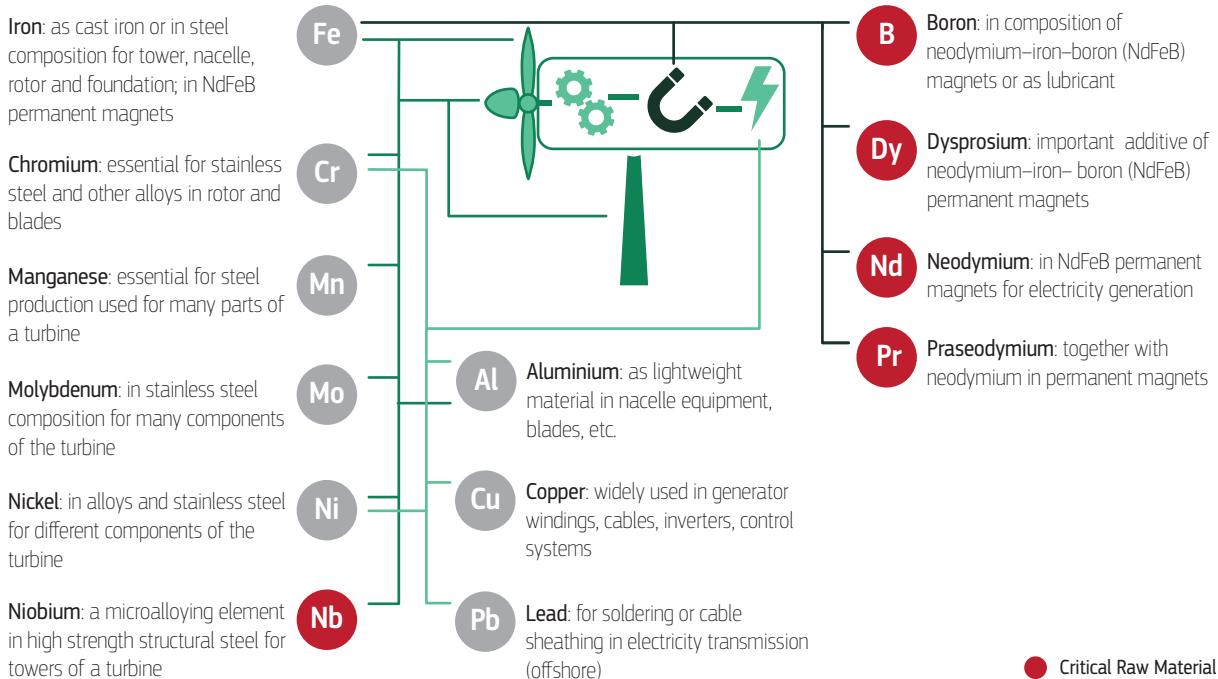 Iron: as cast iron or in steel
composition for tower, nacelle,
rotor and foundation; in NdFeB
permanent magnets
Fe
Chromium: essential for stainless
steel and other alloys in rotor and
blades
Cr
Manganese: essential for steel
production used for many parts of
a turbine
Mn
Molybdenum: in stainless steel
composition for many components
of the turbine
Mo
Nickel: in alloys and stainless steel
for different components of the
turbine
Ni
Niobium: a microalloying element
in high strength structural steel for
towers of a turbine
Nb
Al
Aluminium: as lightweight
material in nacelle equipment,
blades, etc.
Cu
Copper: widely used in generator
windings, cables, inverters, control
systems
Pb
Lead: for soldering or cable
sheathing in electricity transmission
(offshore)
B
Boron: in composition of
neodymium–iron–boron (NdFeB)
magnets or as lubricant
Dy
Dysprosium: important additive of
neodymium–iron– boron (NdFeB)
permanent magnets
Nd
Neodymium: in NdFeB permanent
magnets for electricity generation
Pr
Praseodymium: together with
neodymium in permanent magnets
Critical Raw Material